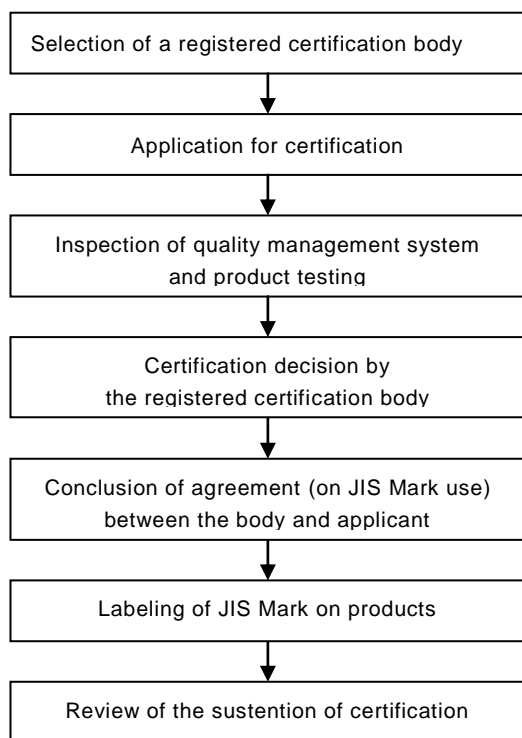 Selection of a registered certification body
Application for certification
Inspection of quality management system
and product testing
Certification decision by
the registered certification body
Conclusion of agreement (on JIS Mark use)
between the body and applicant
Labeling of JIS Mark on products
Review of the sustention of certification